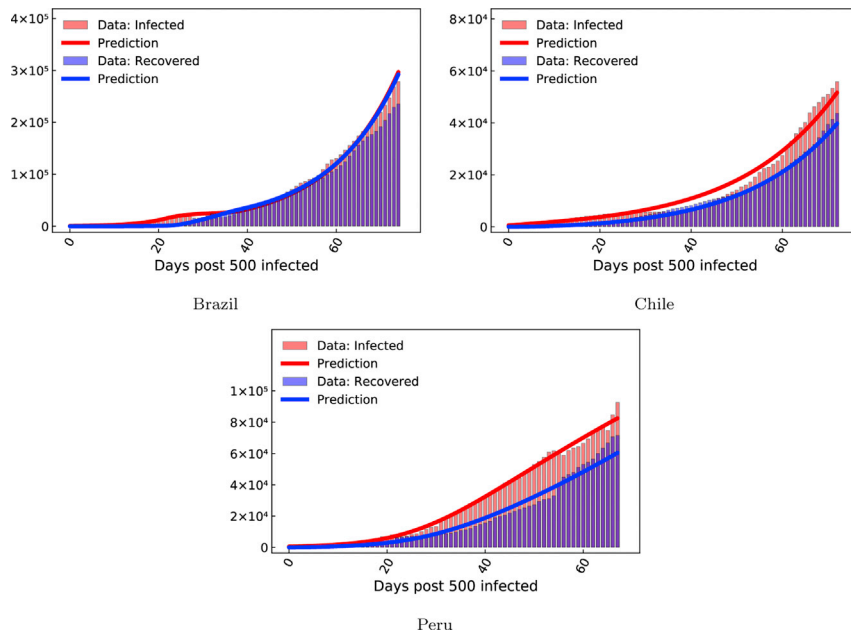 4×10⁵
3×10⁵
2×10⁵
1×10⁵
0
Data: Infected
Prediction
Data: Recovered
Prediction
0
20
40
60
Days post 500 infected
Brazil
8×10⁴
6×10⁴
4×10⁴
2×10⁴
0
Data: Infected
Prediction
Data: Recovered
Prediction
0
20
40
60
Days post 500 infected
Chile
Data: Infected
Prediction
Data: Recovered
Prediction
1×10⁵
8×10⁴
6×10⁴
4×10⁴
2×10⁴
0
0
20
40
60
Days post 500 infected
Peru